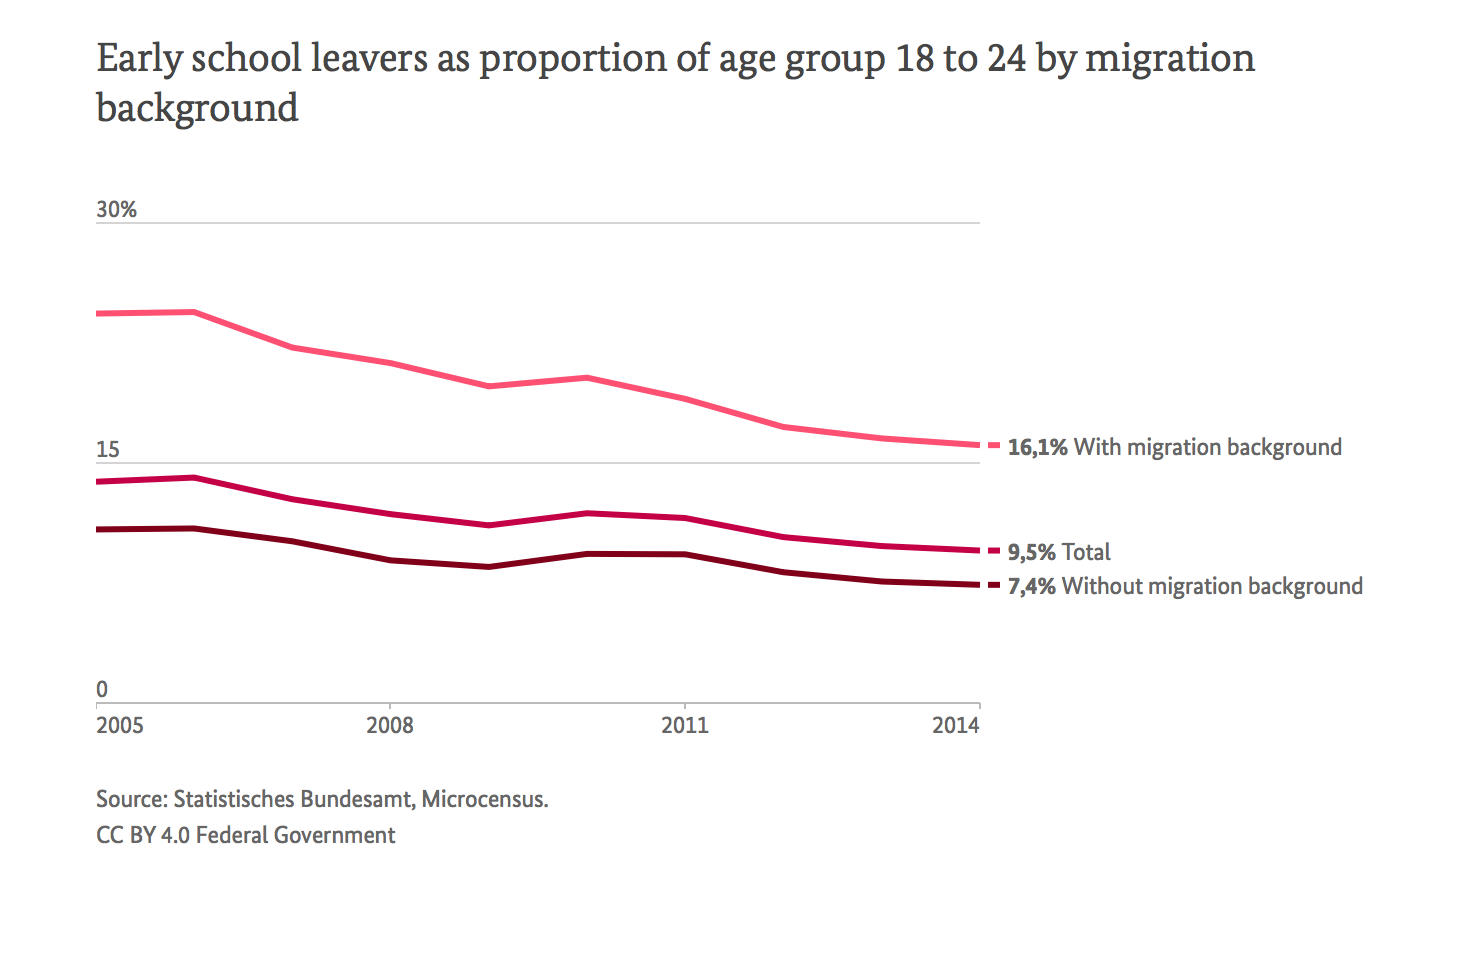 Early school leavers as proportion of age group 18 to 24 by migration
background
30%
15
16,1% With migration background
9,5% Total
7,4% Without migration background
0
2005 2008 2011 2014
Source: Statistisches Bundesamt, Microcensus.
CC BY 4.0 Federal Government